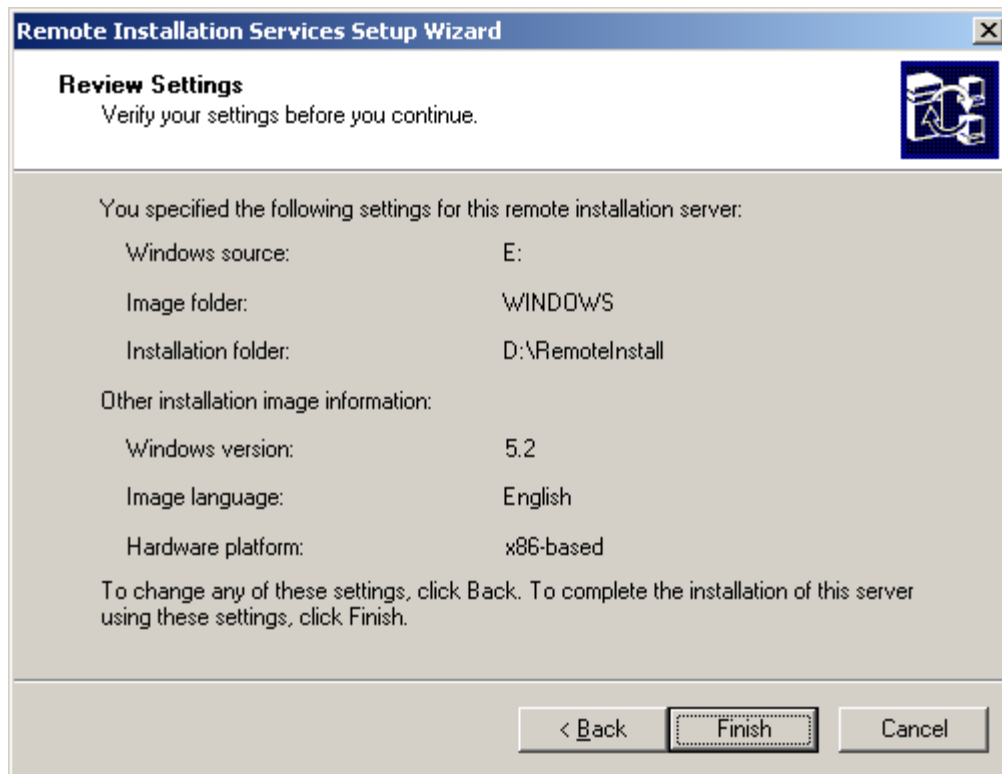 Remote Installation Services Setup Wizard
Review Settings
Verify your settings before you continue.
You specified the following settings for this remote installation server:
Windows source: E:
Image folder: WINDOWS
Installation folder: D:\RemoteInstall
Other installation image information:
Windows version: 5.2
Image language: English
Hardware platform: x86-based
To change any of these settings, click Back. To complete the installation of this server
using these settings, click Finish.
< Back Finish Cancel